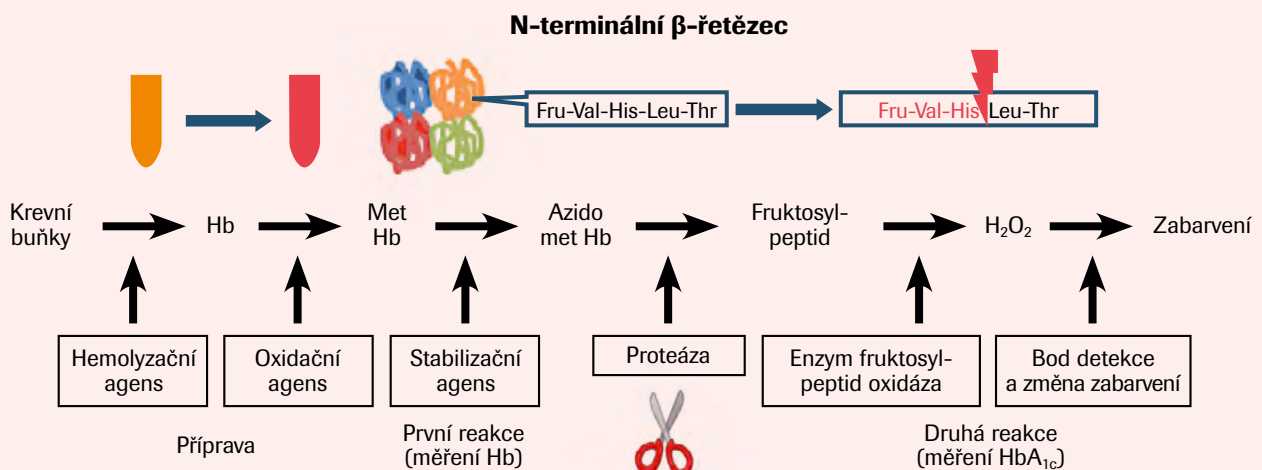 N-terminální β-řetězec
Fru-Val-His-Leu-Thr
Fru-Val-His-Leu-Thr
Krevní
buňky
Hb
Met
Hb
Azido
met Hb
Fruktosyl-
peptid
H₂O₂
Zabarvení
Hemolyzační
agens
Oxidační
agens
Stabilizační
agens
Proteáza
Enzym fruktosyl-
peptid oxidáza
Bod detekce
a změna zabarvení
Příprava
První reakce
(měření Hb)
Druhá reakce
(měření HbA₁c)